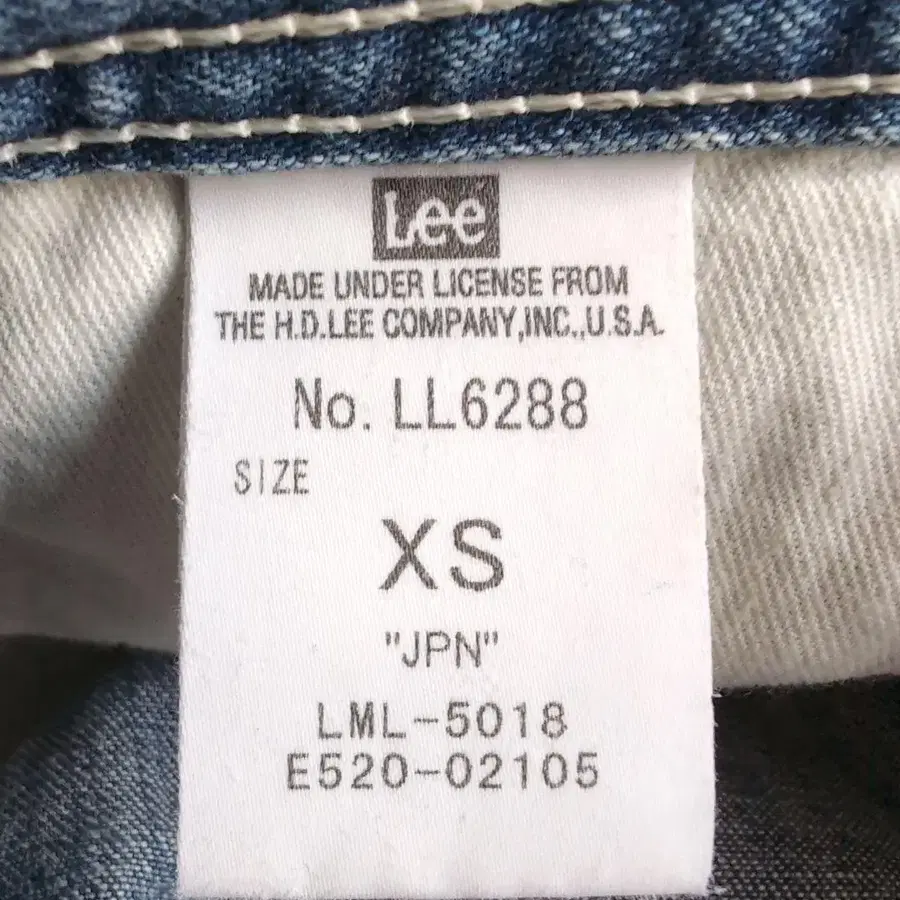 Lee
MADE UNDER LICENSE FROM
THE H.D.LEE COMPANY,INC.,U.S.A.
No. LL6288
SIZE
XS
"JPN"
LML-5018
E520-02105